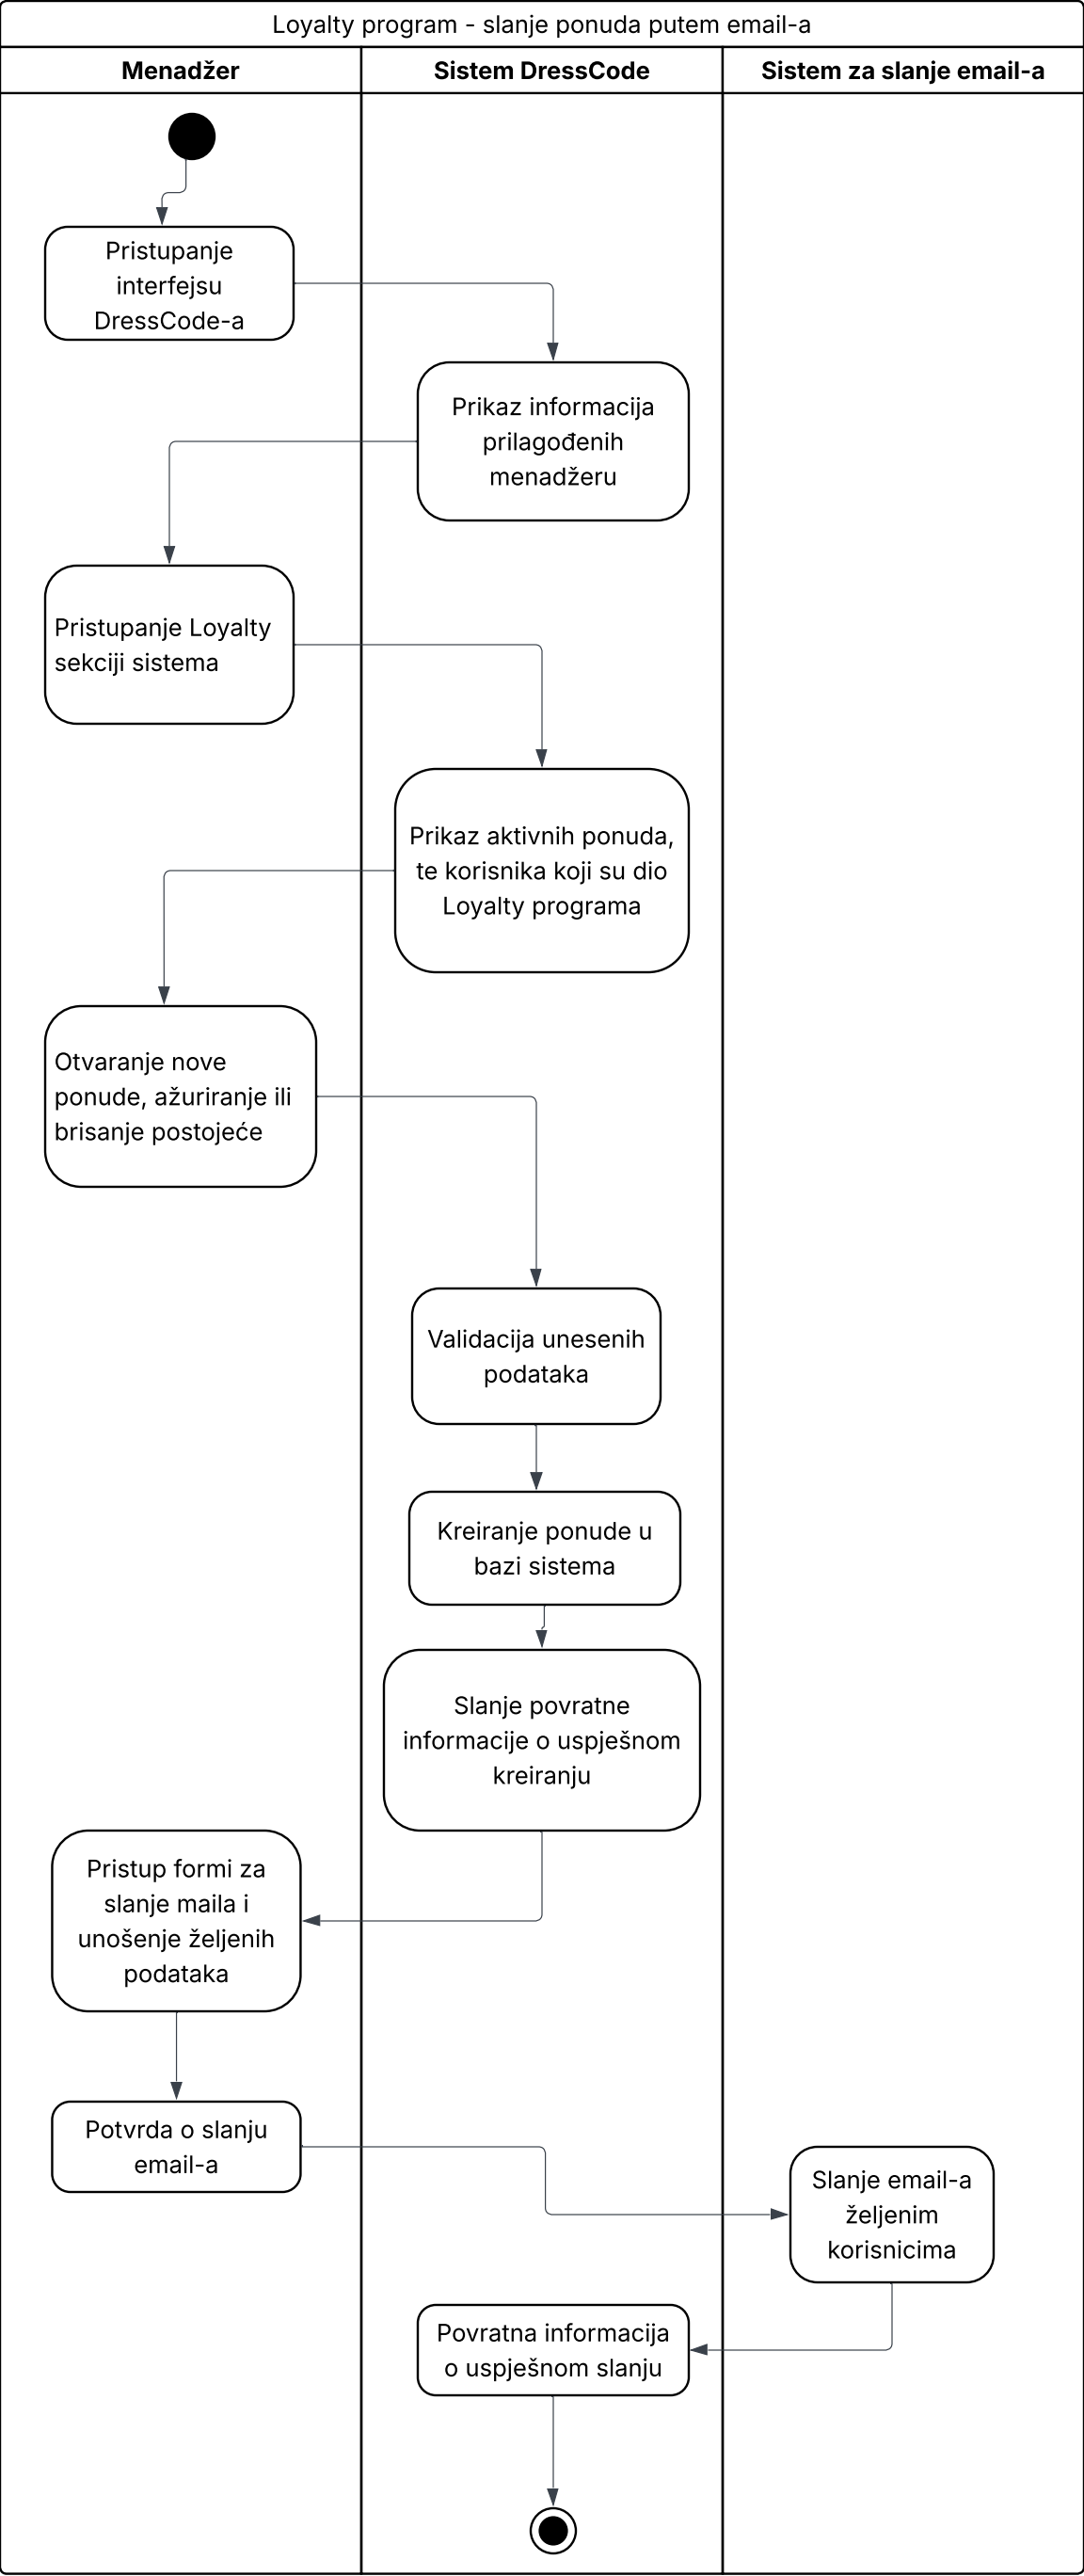 Loyalty program - slanje ponuda putem email-a
Menadžer
Sistem DressCode
Sistem za slanje email-a
Pristupanje
interfejsu
DressCode-a
Prikaz informacija
prilagođenih
menadžeru
Pristupanje Loyalty
sekciji sistema
Prikaz aktivnih ponuda,
te korisnika koji su dio
Loyalty programa
Otvaranje nove
ponude, ažuriranje ili
brisanje postojeće
Validacija unesenih
podataka
Kreiranje ponude u
bazi sistema
Slanje povratne
informacije o uspješnom
kreiranju
Pristup formi za
slanje maila i
unošenje željenih
podataka
Potvrda o slanju
email-a
Slanje email-a
željenim
korisnicima
Povratna informacija
o uspješnom slanju